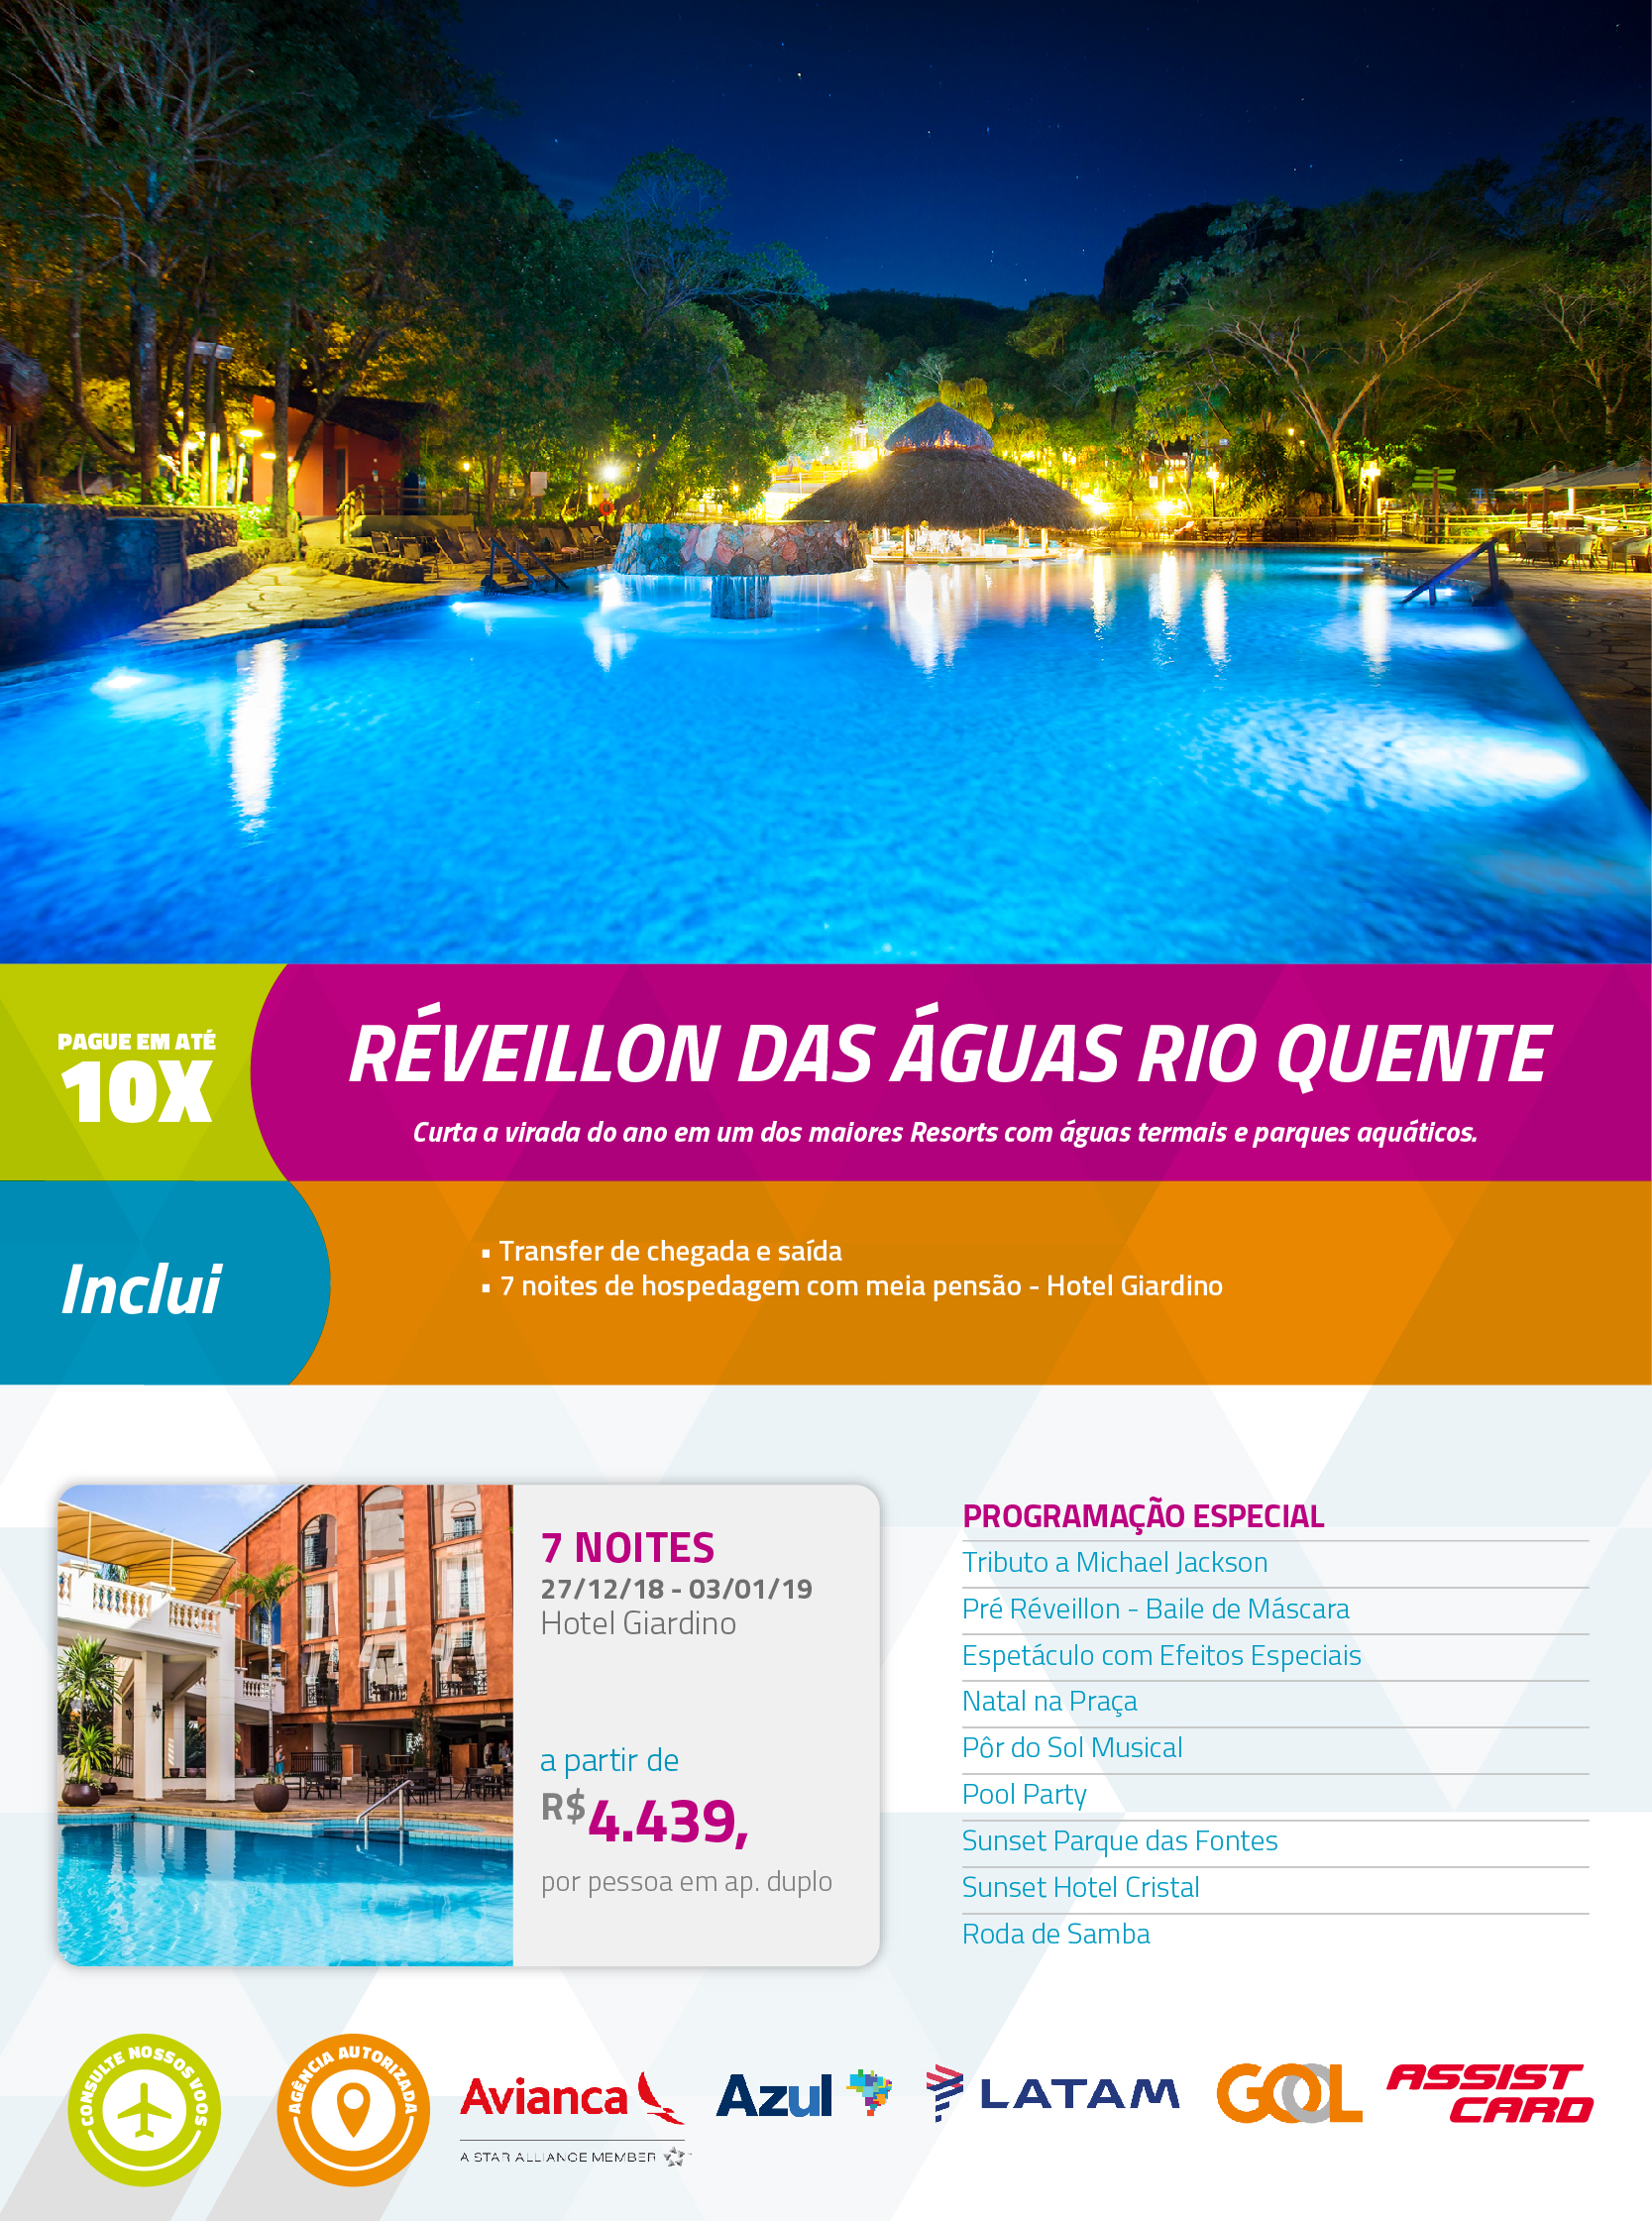 PAGUE EM ATÉ
10X
RÉVEILLON DAS ÁGUAS RIO QUENTE
Curta a virada do ano em um dos maiores Resorts com águas termais e parques aquáticos.
Inclui
▪ Transfer de chegada e saída
▪ 7 noites de hospedagem com meia pensão - Hotel Giardino
7 NOITES
27/12/18 - 03/01/19
Hotel Giardino
a partir de
R$4.439,
por pessoa em ap. duplo
PROGRAMAÇÃO ESPECIAL
Tributo a Michael Jackson
Pré Réveillon - Baile de Máscara
Espetáculo com Efeitos Especiais
Natal na Praça
Pôr do Sol Musical
Pool Party
Sunset Parque das Fontes
Sunset Hotel Cristal
Roda de Samba
CONSULTE NOSSOS VOOS
AGÊNCIA AUTORIZADA
Avianca
A STAR ALLIANCE MEMBER
Azul
LATAM
GOL
ASSIST
CARD